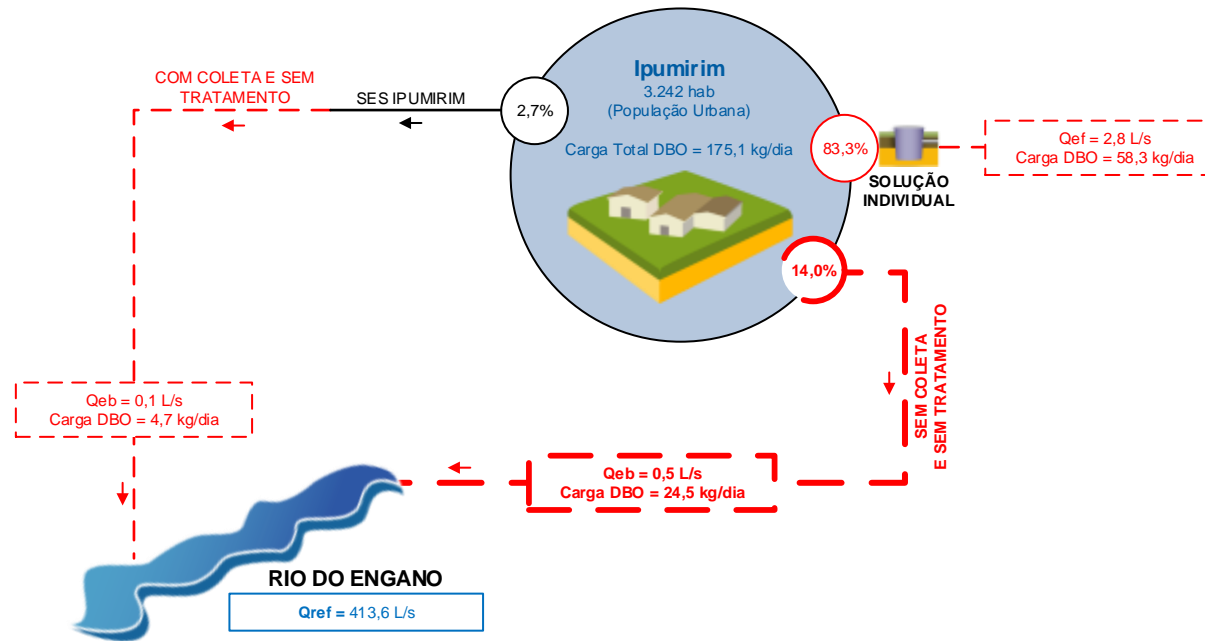 Ipumirim
3.242 hab
(População Urbana)
Carga Total DBO = 175,1 kg/dia
COM COLETA E SEM
TRATAMENTO
SES IPUMIRIM
2,7%
83,3%
SOLUÇÃO
INDIVIDUAL
Qef = 2,8 L/s
Carga DBO = 58,3 kg/dia
14,0%
SEM COLETA
E SEM TRATAMENTO
Qeb = 0,1 L/s
Carga DBO = 4,7 kg/dia
Qeb = 0,5 L/s
Carga DBO = 24,5 kg/dia
RIO DO ENGANO
Qref = 413,6 L/s